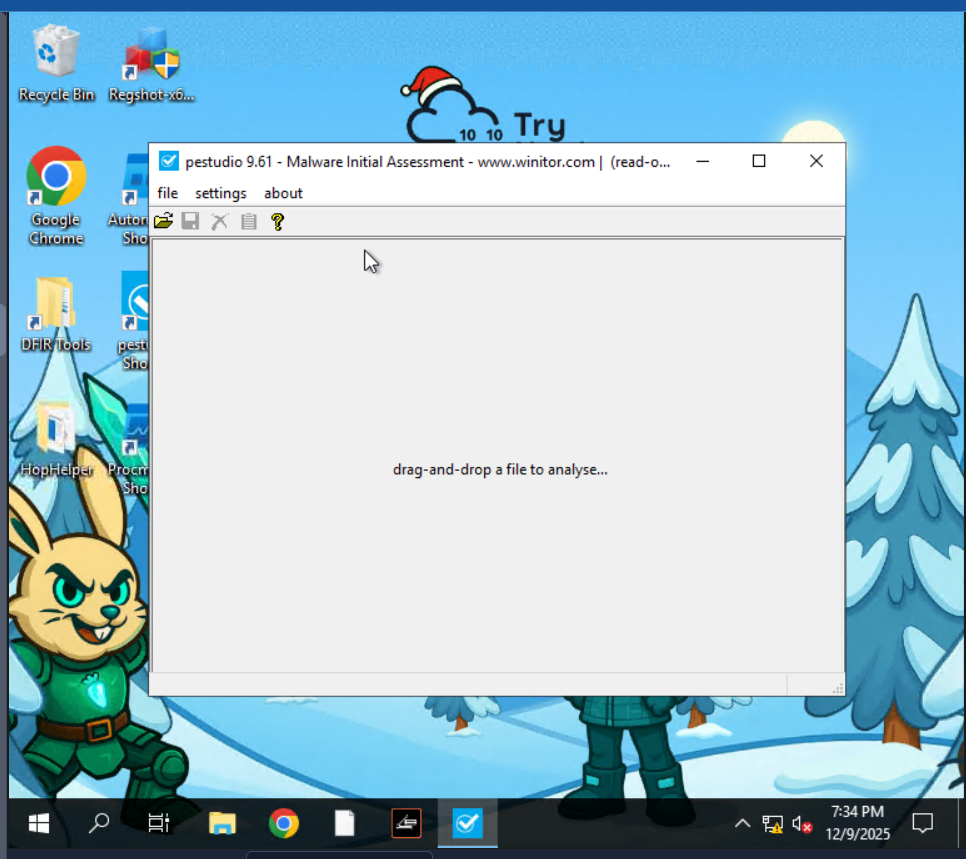 Recycle Bin
Regshot-x6...
10 10
Try
Google
Chrome
Autor
Sho
DFIR Tools
pest
Sho
HopHelper
Procm
Sho
pestudio 9.61 - Malware Initial Assessment - www.winitor.com | (read-o...
file settings about
drag-and-drop a file to analyse...
7:34 PM
12/9/2025